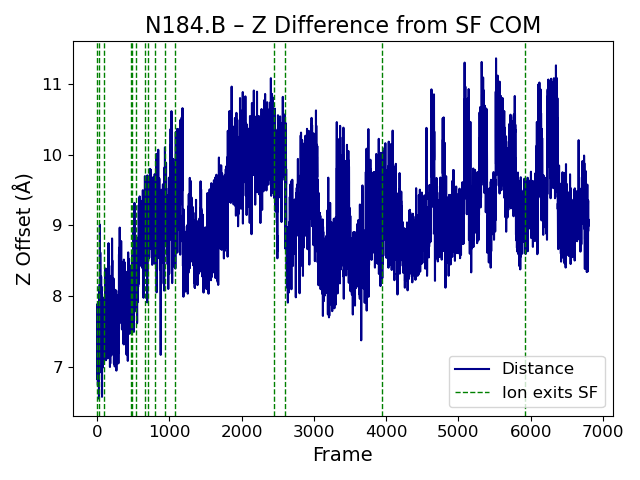 N184.B – Z Difference from SF COM
Z Offset (Å)
11
10
9
8
7
0 1000 2000 3000 4000 5000 6000 7000
Frame
Distance
Ion exits SF